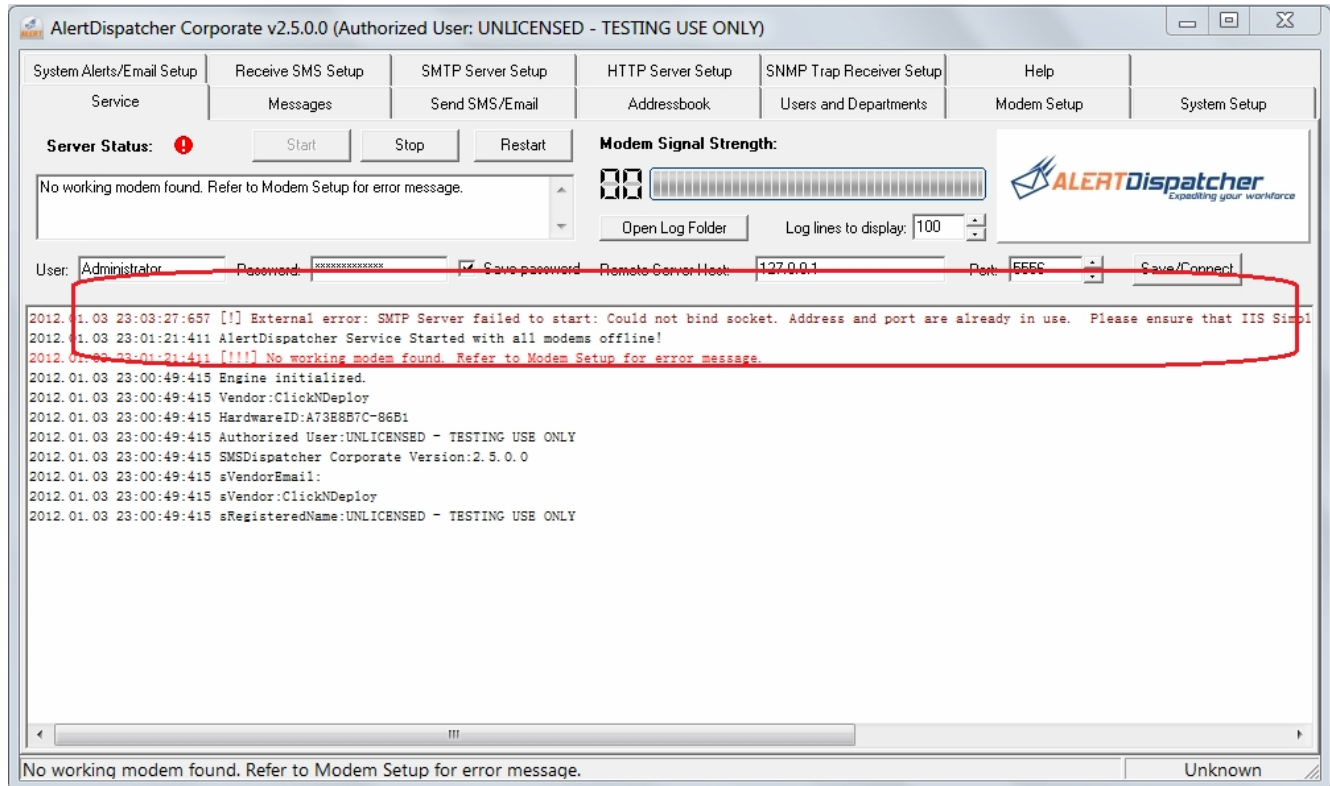 AlertDispatcher Corporate v2.5.0.0 (Authorized User: UNLICENSED - TESTING USE ONLY)
System Alerts/Email Setup Receive SMS Setup SMTP Server Setup HTTP Server Setup SNMP Trap Receiver Setup Help
Service Messages Send SMS/Email Addressbook Users and Departments Modem Setup System Setup
Server Status: Start Stop Restart Modem Signal Strength:
No working modem found. Refer to Modem Setup for error message.
ALERTDispatcher
Expediting your workforce
Open Log Folder Log lines to display: 100
User: Administrator Password: xxxxxxxxxxxx Save password Remote Server Host: 127.0.0.1 Port: 5556 Save/Connect
2012.01.03 23:03:27:657 [!] External error: SMTP Server failed to start: Could not bind socket. Address and port are already in use. Please ensure that IIS Simpl
2012.01.03 23:01:21:411 AlertDispatcher Service Started with all modems offline!
2012.01.03 23:01:21:411 [!!!] No working modem found. Refer to Modem Setup for error message.
2012.01.03 23:00:49:415 Engine initialized.
2012.01.03 23:00:49:415 Vendor:ClickNDeploy
2012.01.03 23:00:49:415 HardwareID:A73E8B7C-86B1
2012.01.03 23:00:49:415 Authorized User:UNLICENSED - TESTING USE ONLY
2012.01.03 23:00:49:415 SMSDispatcher Corporate Version:2.5.0.0
2012.01.03 23:00:49:415 sVendorEmail:
2012.01.03 23:00:49:415 sVendor:ClickNDeploy
2012.01.03 23:00:49:415 sRegisteredName:UNLICENSED - TESTING USE ONLY
No working modem found. Refer to Modem Setup for error message. Unknown